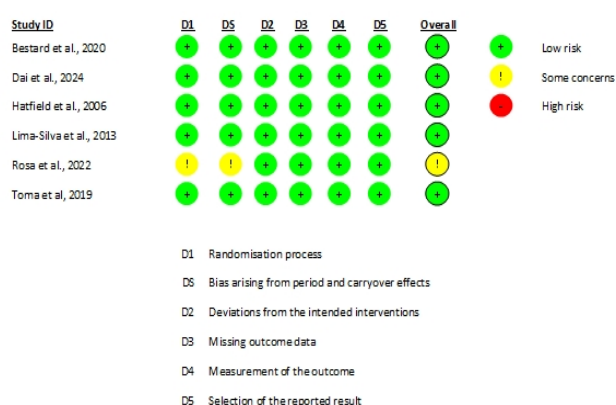 Study ID D1 DS D2 D3 D4 D5 Overall
Bestard et al., 2020 + + + + + + + + Low risk
Dai et al., 2024 + + + + + + + ! Some concerns
Hatfield et al., 2006 + + + + + + + - High risk
Lima-Silva et al., 2013 + + + + + + +
Rosa et al., 2022 ! ! + + + + !
Toma et al, 2019 + + + + + + +
D1 Randomisation process
DS Bias arising from period and carryover effects
D2 Deviations from the intended interventions
D3 Missing outcome data
D4 Measurement of the outcome
D5 Selection of the reported result